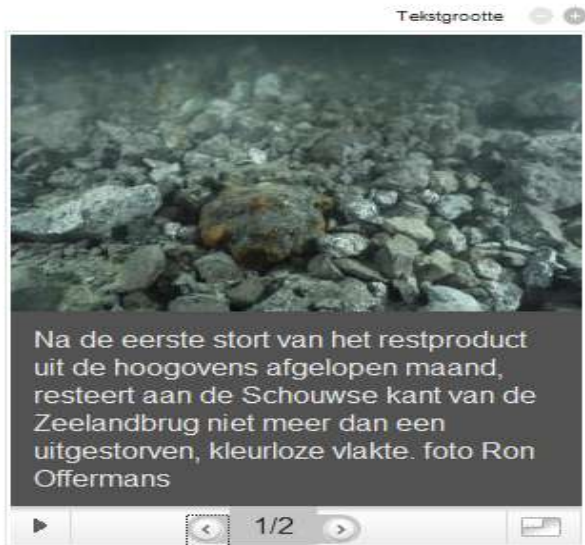 Tekstgrootte
Na de eerste stort van het restproduct
uit de hoogovens afgelopen maand,
resteert aan de Schouwse kant van de
Zeelandbrug niet meer dan een
uitgestorven, kleurloze vlakte. foto Ron
Offermans
1/2